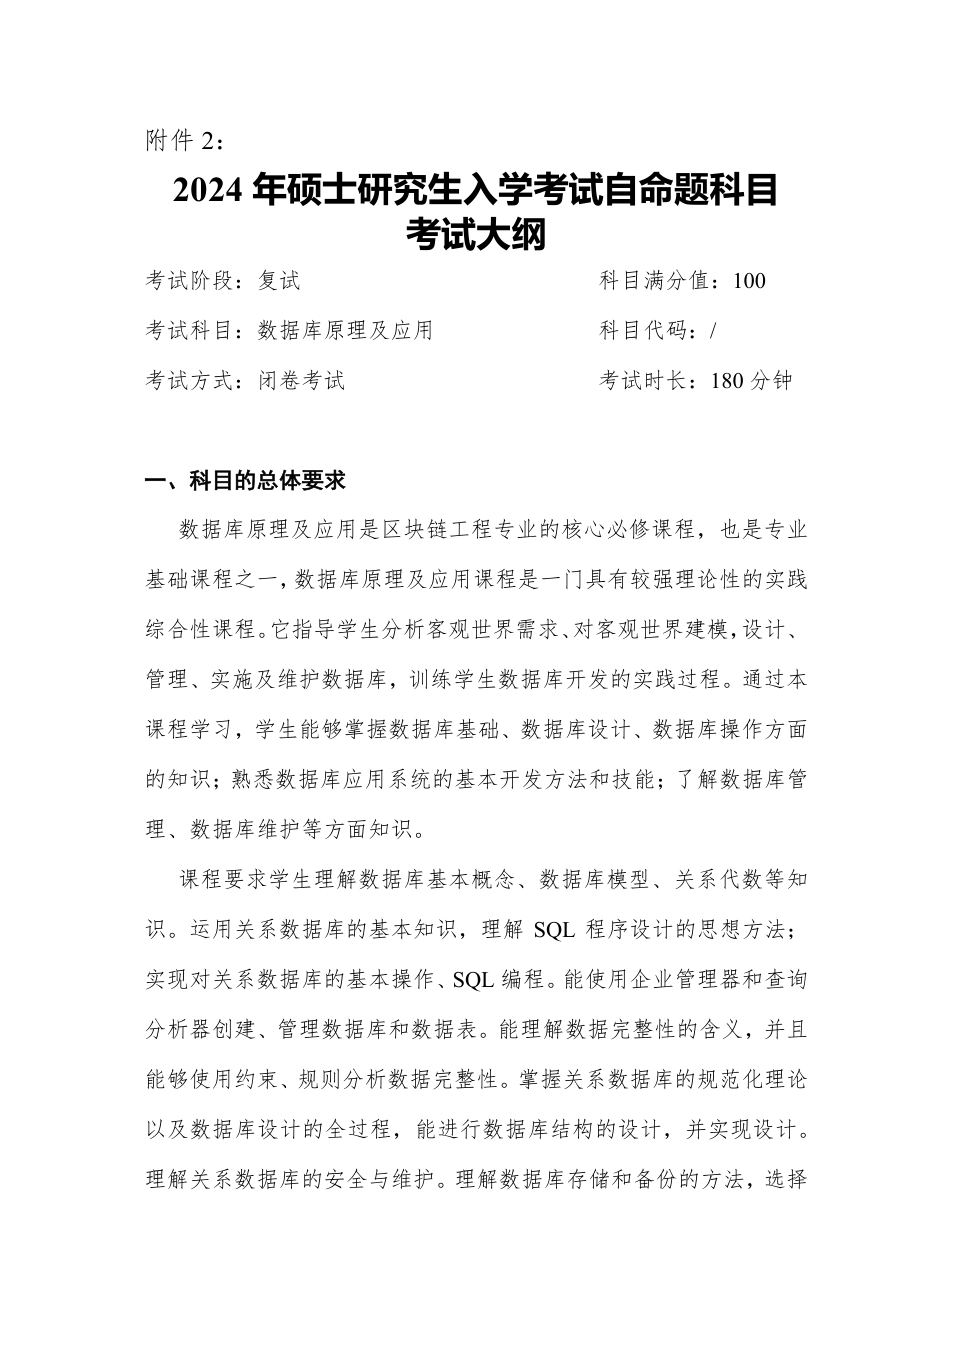 附件 2：
2024 年硕士研究生入学考试自命题科目
考试大纲
考试阶段：复试 科目满分值：100
考试科目：数据库原理及应用 科目代码：/
考试方式：闭卷考试 考试时长：180 分钟
一、科目的总体要求
数据库原理及应用是区块链工程专业的核心必修课程，也是专业
基础课程之一，数据库原理及应用课程是一门具有较强理论性的实践
综合性课程。它指导学生分析客观世界需求、对客观世界建模，设计、
管理、实施及维护数据库，训练学生数据库开发的实践过程。通过本
课程学习，学生能够掌握数据库基础、数据库设计、数据库操作方面
的知识；熟悉数据库应用系统的基本开发方法和技能；了解数据库管
理、数据库维护等方面知识。
课程要求学生理解数据库基本概念、数据库模型、关系代数等知
识。运用关系数据库的基本知识，理解 SQL 程序设计的思想方法；
实现对关系数据库的基本操作、SQL 编程。能使用企业管理器和查询
分析器创建、管理数据库和数据表。能理解数据完整性的含义，并且
能够使用约束、规则分析数据完整性。掌握关系数据库的规范化理论
以及数据库设计的全过程，能进行数据库结构的设计，并实现设计。
理解关系数据库的安全与维护。理解数据库存储和备份的方法，选择